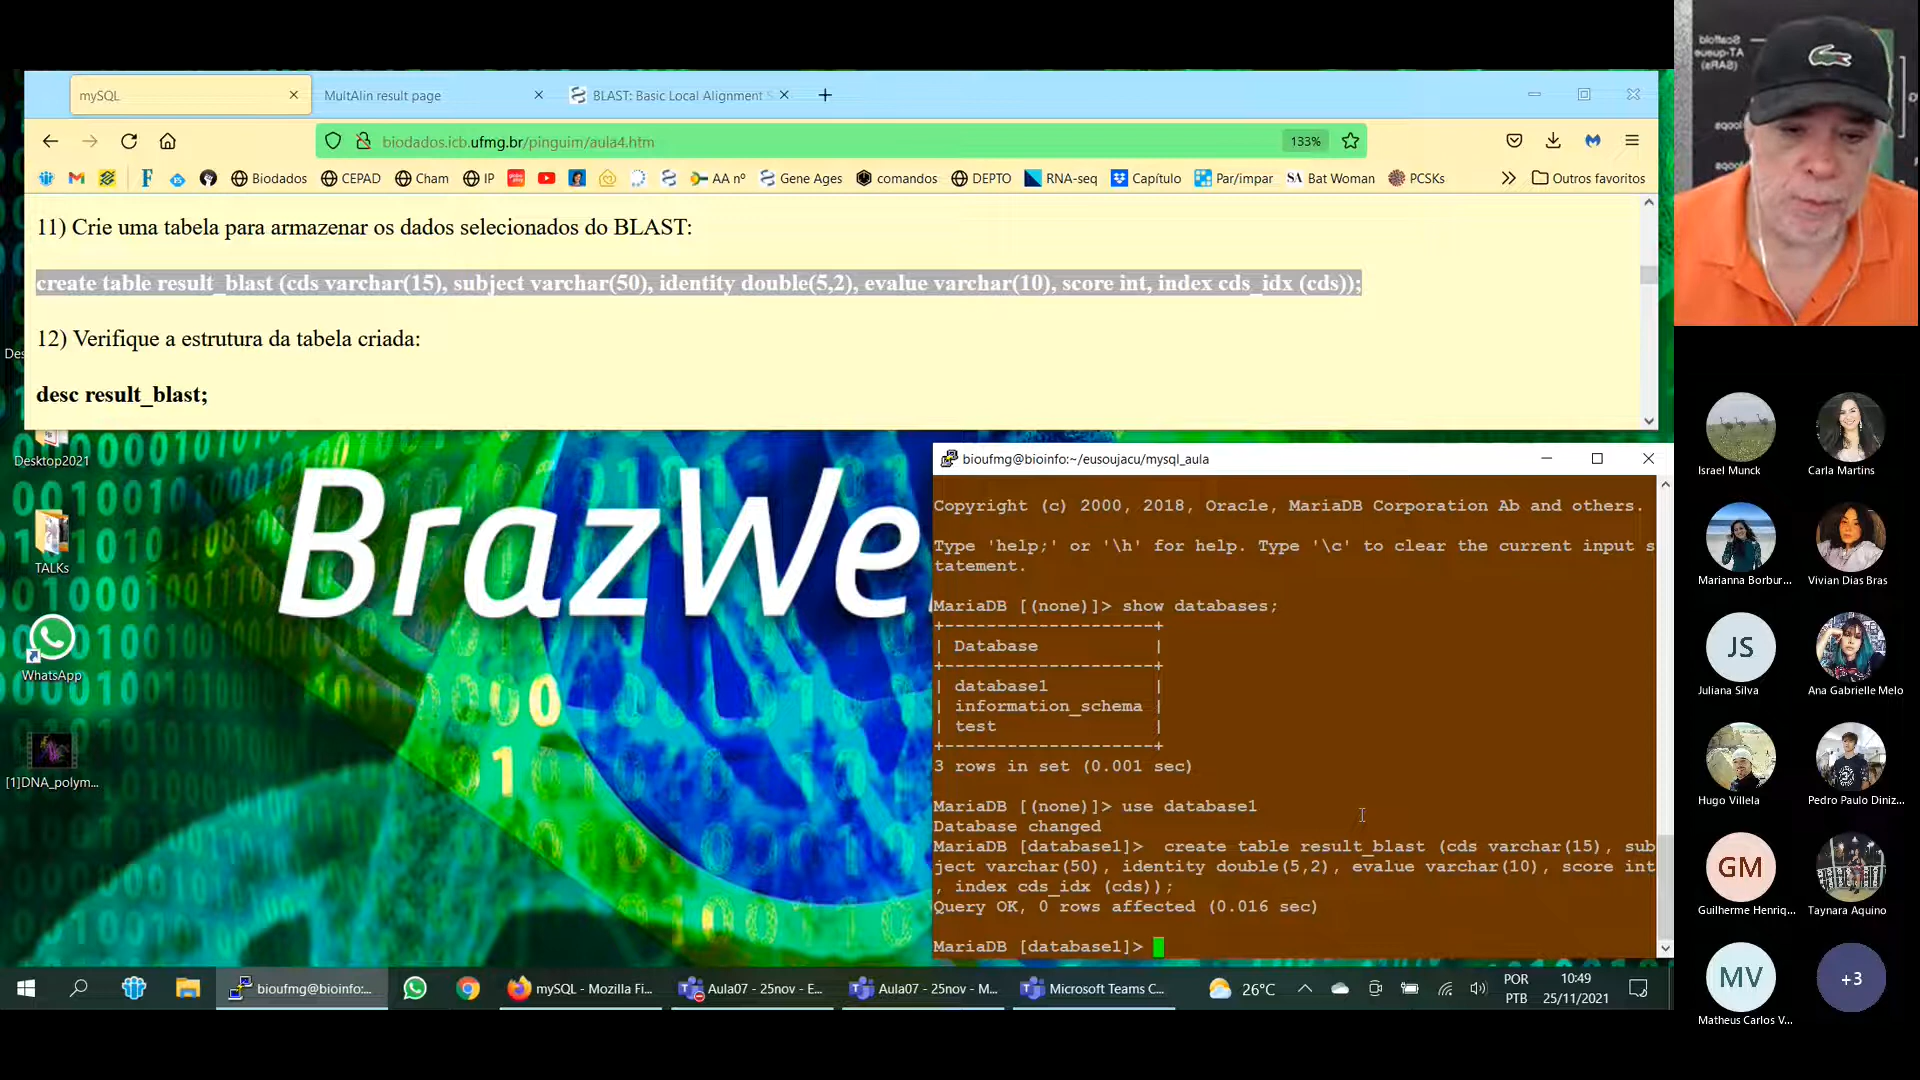 mySQL
MultAlin result page
BLAST: Basic Local Alignment S
biodados.icb.ufmg.br/pinguim/aula4.htm
133%
Biodados
CEPAD
Cham
IP
AA nº
Gene Ages
comandos
DEPTO
RNA-seq
Capítulo
Par/impar
SA Bat Woman
PCSKs
Outros favoritos
11) Crie uma tabela para armazenar os dados selecionados do BLAST:
create table result_blast (cds varchar(15), subject varchar(50), identity double(5,2), evalue varchar(10), score int, index cds_idx (cds));
12) Verifique a estrutura da tabela criada:
desc result_blast;
Desktop2021
TALKs
WhatsApp
[1]DNA_polym...
BrazWe
bioufmg@bioinfo:~/eusoujacu/mysql_aula
Copyright (c) 2000, 2018, Oracle, MariaDB Corporation Ab and others.
Type 'help;' or '\h' for help. Type '\c' to clear the current input s
tatement.
MariaDB [(none)]> show databases;
+--------------------+
| Database           |
+--------------------+
| database1          |
| information_schema |
| test               |
+--------------------+
3 rows in set (0.001 sec)
MariaDB [(none)]> use database1
Database changed
MariaDB [database1]>  create table result_blast (cds varchar(15), sub
ject varchar(50), identity double(5,2), evalue varchar(10), score int
, index cds_idx (cds));
Query OK, 0 rows affected (0.016 sec)
MariaDB [database1]>
bioufmg@bioinfo:...
mySQL - Mozilla Fi...
Aula07 - 25nov - E...
Aula07 - 25nov - M...
Microsoft Teams C...
26°C
POR
PTB
10:49
25/11/2021
Scaffold
AT-queue
(SARs)
Israel Munck
Carla Martins
Marianna Borbur...
Vivian Dias Bras
JS
Juliana Silva
Ana Gabrielle Melo
Hugo Villela
Pedro Paulo Diniz...
GM
Guilherme Henriq...
Taynara Aquino
MV
Matheus Carlos V...
+3